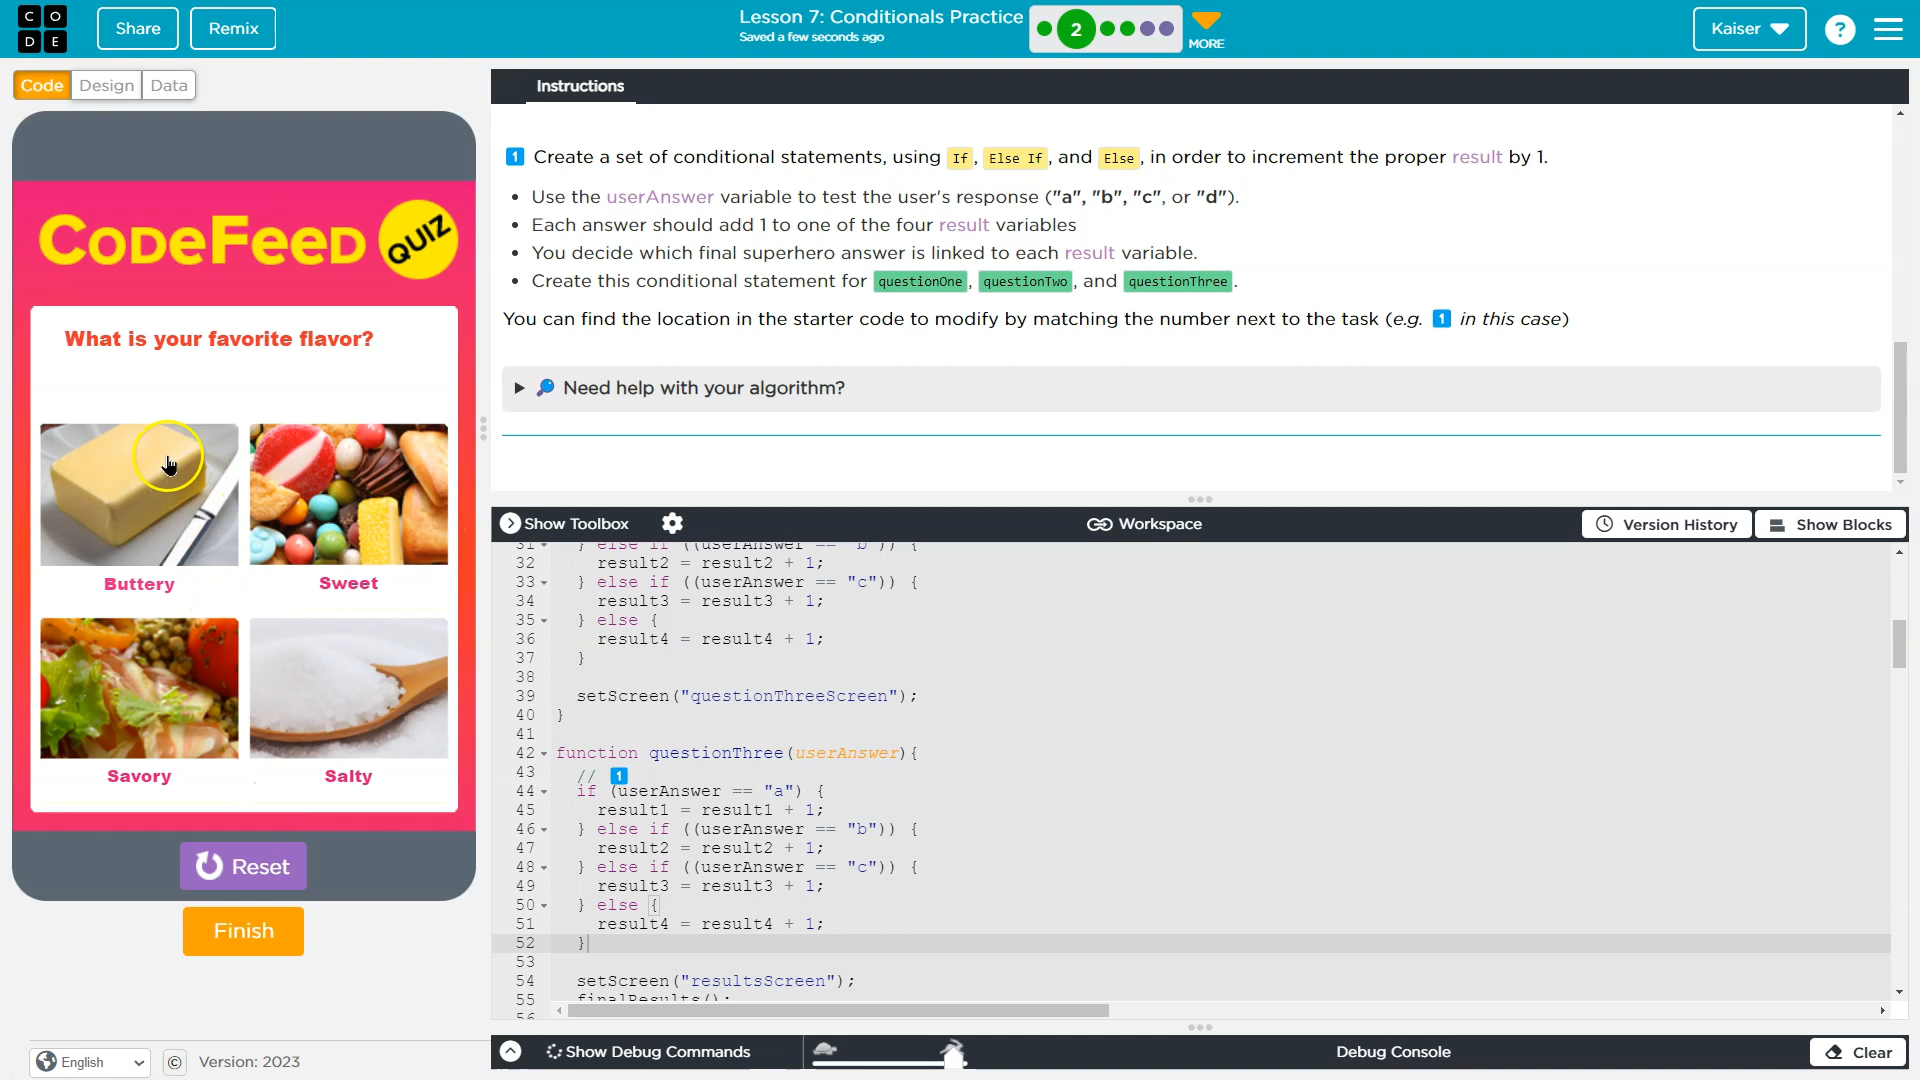 CODE
Share
Remix
Lesson 7: Conditionals Practice
Saved a few seconds ago
2
MORE
Kaiser
?
Code
Design
Data
Instructions
1 Create a set of conditional statements, using If, Else If, and Else, in order to increment the proper result by 1.
• Use the userAnswer variable to test the user's response ("a", "b", "c", or "d").
• Each answer should add 1 to one of the four result variables
• You decide which final superhero answer is linked to each result variable.
• Create this conditional statement for questionOne, questionTwo, and questionThree.
You can find the location in the starter code to modify by matching the number next to the task (e.g. 1 in this case)
Need help with your algorithm?
CODEFEED QUIZ
What is your favorite flavor?
Buttery
Sweet
Savory
Salty
Reset
Finish
English
©
Version: 2023
Show Toolbox
Workspace
Version History
Show Blocks
31 } else if ((userAnswer == "b")) {
32 result2 = result2 + 1;
33 } else if ((userAnswer == "c")) {
34 result3 = result3 + 1;
35 } else {
36 result4 = result4 + 1;
37 }
38
39 setScreen("questionThreeScreen");
40 }
41
42 function questionThree(userAnswer){
43 // 1
44 if (userAnswer == "a") {
45 result1 = result1 + 1;
46 } else if ((userAnswer == "b")) {
47 result2 = result2 + 1;
48 } else if ((userAnswer == "c")) {
49 result3 = result3 + 1;
50 } else {
51 result4 = result4 + 1;
52 }
53
54 setScreen("resultsScreen");
55 finalResults();
56
Show Debug Commands
Debug Console
Clear